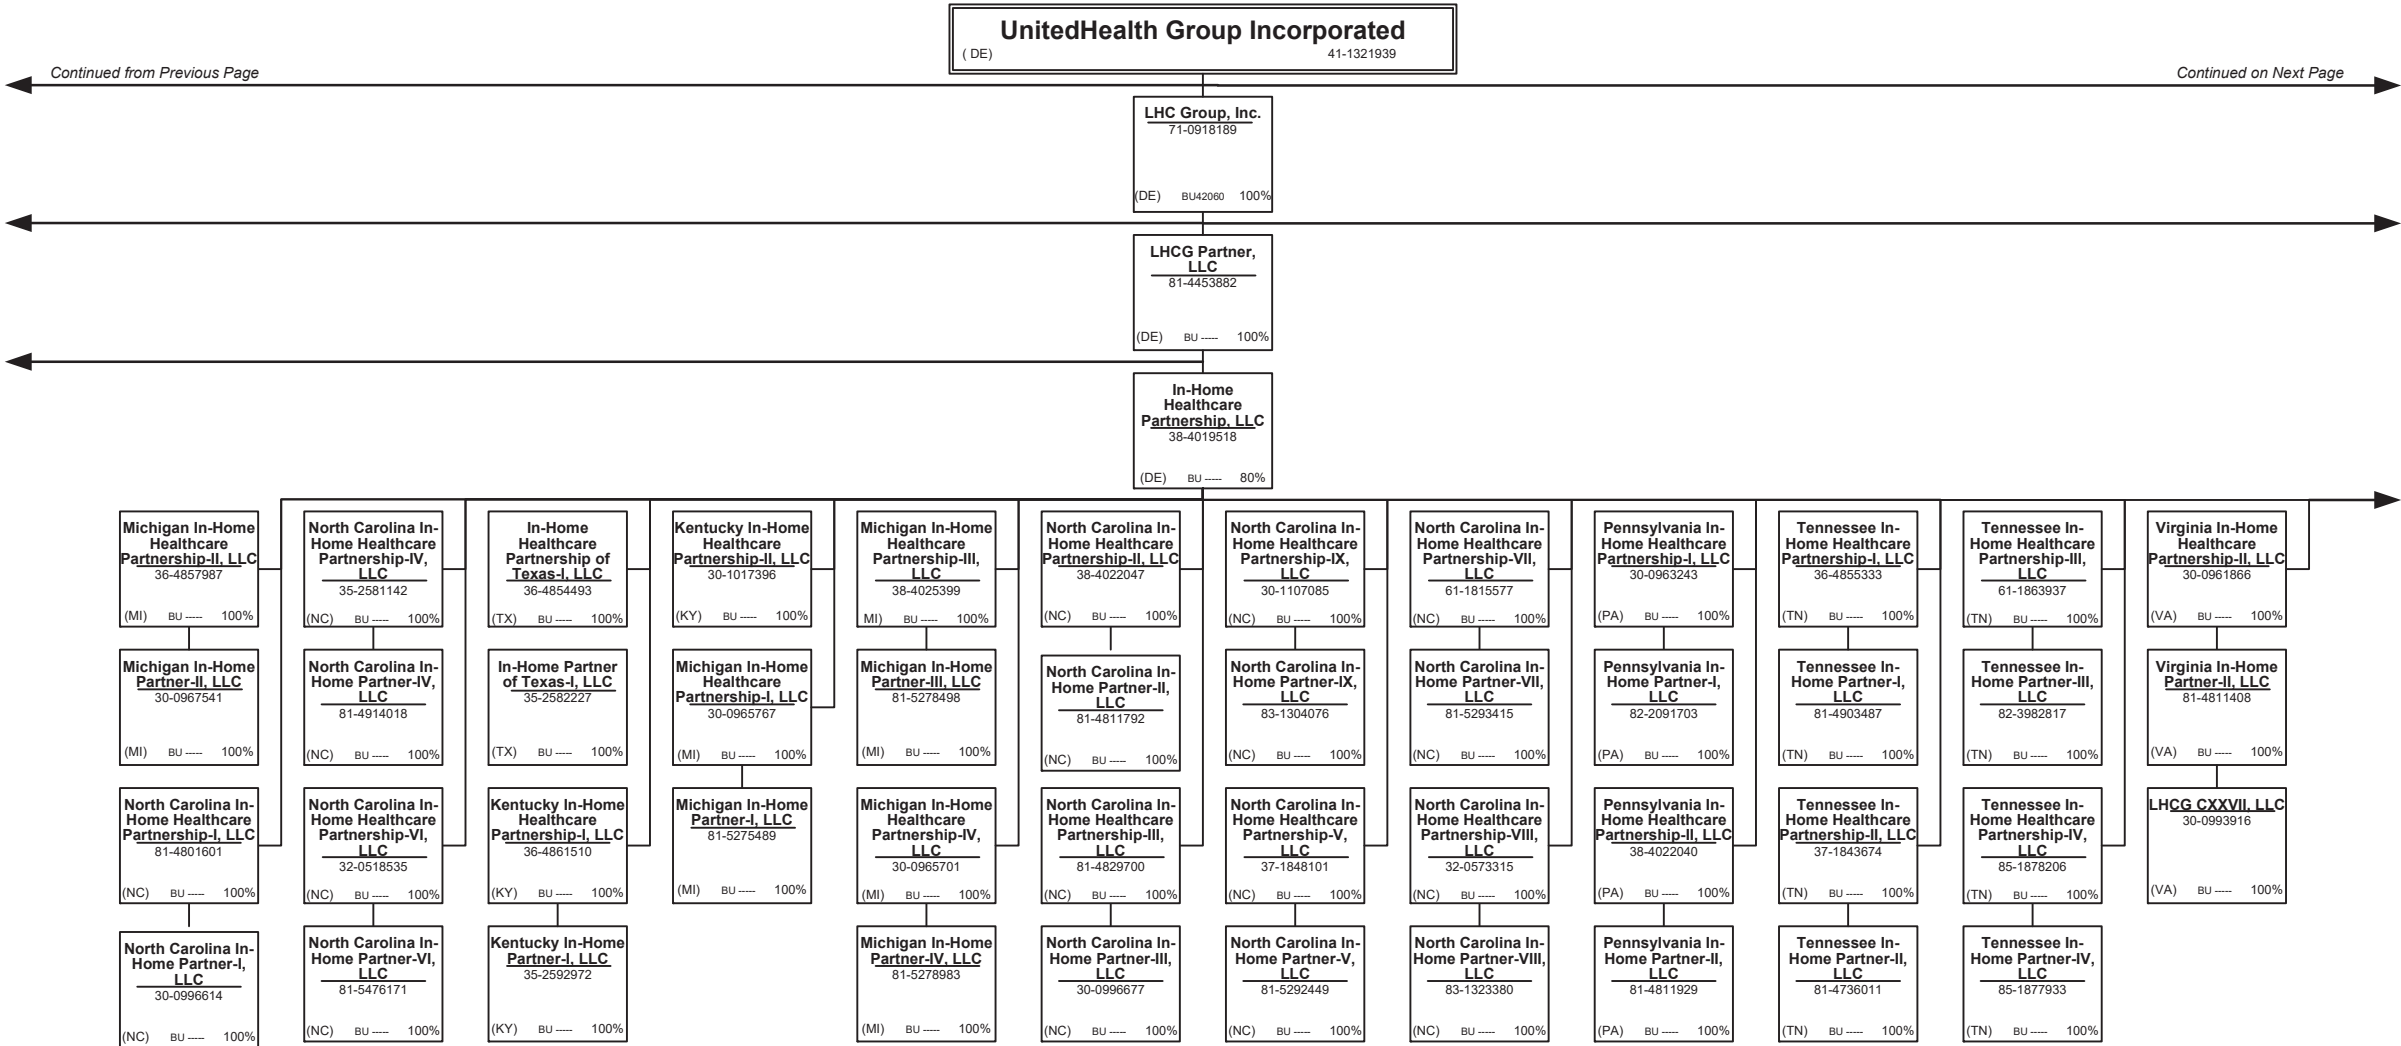 UnitedHealth Group Incorporated
( DE) 41-1321939
Continued from Previous Page
Continued on Next Page
LHC Group, Inc.
71-0918189
(DE) BU42060 100%
LHCG Partner,
LLC
81-4453882
(DE) BU ----- 100%
In-Home
Healthcare
Partnership, LLC
38-4019518
(DE) BU ----- 80%
Michigan In-Home
Healthcare
Partnership-II, LLC
36-4857987
(MI) BU ----- 100%
North Carolina In-
Home Healthcare
Partnership-IV,
LLC
35-2581142
(NC) BU ----- 100%
In-Home
Healthcare
Partnership of
Texas-I, LLC
36-4854493
(TX) BU ----- 100%
Kentucky In-Home
Healthcare
Partnership-II, LLC
30-1017396
(KY) BU ----- 100%
Michigan In-Home
Healthcare
Partnership-III,
LLC
38-4025399
MI) BU ----- 100%
North Carolina In-
Home Healthcare
Partnership-II, LLC
38-4022047
(NC) BU ----- 100%
North Carolina In-
Home Healthcare
Partnership-IX,
LLC
30-1107085
(NC) BU ----- 100%
North Carolina In-
Home Healthcare
Partnership-VII,
LLC
61-1815577
(NC) BU ----- 100%
Pennsylvania In-
Home Healthcare
Partnership-I, LLC
30-0963243
(PA) BU ----- 100%
Tennessee In-
Home Healthcare
Partnership-I, LLC
36-4855333
(TN) BU ----- 100%
Tennessee In-
Home Healthcare
Partnership-III,
LLC
61-1863937
(TN) BU ----- 100%
Virginia In-Home
Healthcare
Partnership-II, LLC
30-0961866
(VA) BU ----- 100%
Michigan In-Home
Partner-II, LLC
30-0967541
(MI) BU ----- 100%
North Carolina In-
Home Partner-IV,
LLC
81-4914018
(NC) BU ----- 100%
In-Home Partner
of Texas-I, LLC
35-2582227
(TX) BU ----- 100%
Michigan In-Home
Healthcare
Partnership-I, LLC
30-0965767
(MI) BU ----- 100%
Michigan In-Home
Partner-III, LLC
81-5278498
(MI) BU ----- 100%
North Carolina In-
Home Partner-II,
LLC
81-4811792
(NC) BU ----- 100%
North Carolina In-
Home Partner-IX,
LLC
83-1304076
(NC) BU ----- 100%
North Carolina In-
Home Partner-VII,
LLC
81-5293415
(NC) BU ----- 100%
Pennsylvania In-
Home Partner-I,
LLC
82-2091703
(PA) BU ----- 100%
Tennessee In-
Home Partner-I,
LLC
81-4903487
(TN) BU ----- 100%
Tennessee In-
Home Partner-III,
LLC
82-3982817
(TN) BU ----- 100%
Virginia In-Home
Partner-II, LLC
81-4811408
(VA) BU ----- 100%
North Carolina In-
Home Healthcare
Partnership-I, LLC
81-4801601
(NC) BU ----- 100%
North Carolina In-
Home Healthcare
Partnership-VI,
LLC
32-0518535
(NC) BU ----- 100%
Kentucky In-Home
Healthcare
Partnership-I, LLC
36-4861510
(KY) BU ----- 100%
Michigan In-Home
Partner-I, LLC
81-5275489
(MI) BU ----- 100%
Michigan In-Home
Healthcare
Partnership-IV,
LLC
30-0965701
(MI) BU ----- 100%
North Carolina In-
Home Healthcare
Partnership-III,
LLC
81-4829700
(NC) BU ----- 100%
North Carolina In-
Home Healthcare
Partnership-V,
LLC
37-1848101
(NC) BU ----- 100%
North Carolina In-
Home Healthcare
Partnership-VIII,
LLC
32-0573315
(NC) BU ----- 100%
Pennsylvania In-
Home Healthcare
Partnership-II, LLC
38-4022040
(PA) BU ----- 100%
Tennessee In-
Home Healthcare
Partnership-II, LLC
37-1843674
(TN) BU ----- 100%
Tennessee In-
Home Healthcare
Partnership-IV,
LLC
85-1878206
(TN) BU ----- 100%
LHCG CXXVII, LLC
30-0993916
(VA) BU ----- 100%
North Carolina In-
Home Partner-I,
LLC
30-0996614
(NC) BU ----- 100%
North Carolina In-
Home Partner-VI,
LLC
81-5476171
(NC) BU ----- 100%
Kentucky In-Home
Partner-I, LLC
35-2592972
(KY) BU ----- 100%
Michigan In-Home
Partner-IV, LLC
81-5278983
(MI) BU ----- 100%
North Carolina In-
Home Partner-III,
LLC
30-0996677
(NC) BU ----- 100%
North Carolina In-
Home Partner-V,
LLC
81-5292449
(NC) BU ----- 100%
North Carolina In-
Home Partner-VIII,
LLC
83-1323380
(NC) BU ----- 100%
Pennsylvania In-
Home Partner-II,
LLC
81-4811929
(PA) BU ----- 100%
Tennessee In-
Home Partner-II,
LLC
81-4736011
(TN) BU ----- 100%
Tennessee In-
Home Partner-IV,
LLC
85-1877933
(TN) BU ----- 100%